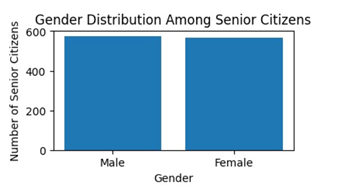 Gender Distribution Among Senior Citizens
Number of Senior Citizens
600
400
200
0
Male Female
Gender